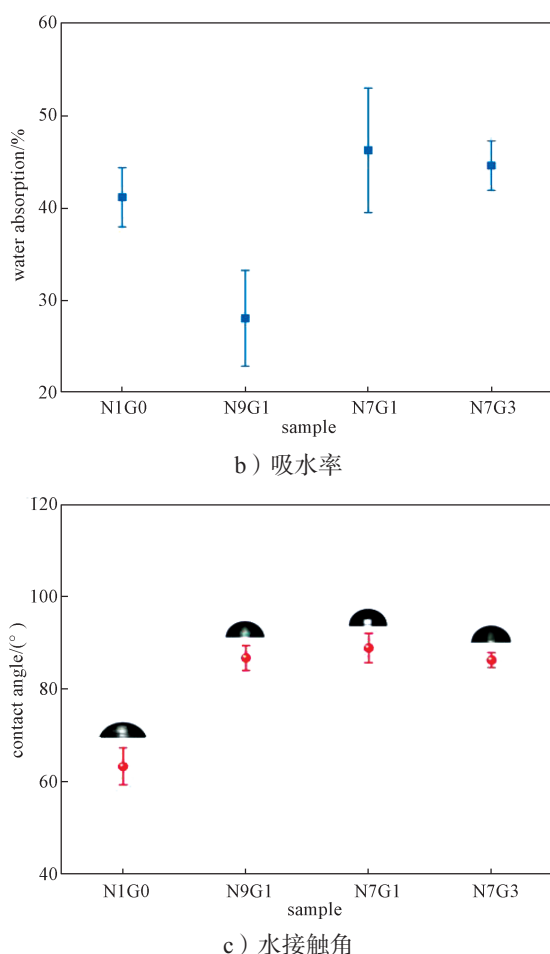 60
50
40
30
20
water absorption/%
N1G0 N9G1 N7G1 N7G3
sample
b）吸水率
120
100
80
60
40
contact angle/(°)
N1G0 N9G1 N7G1 N7G3
sample
c）水接触角